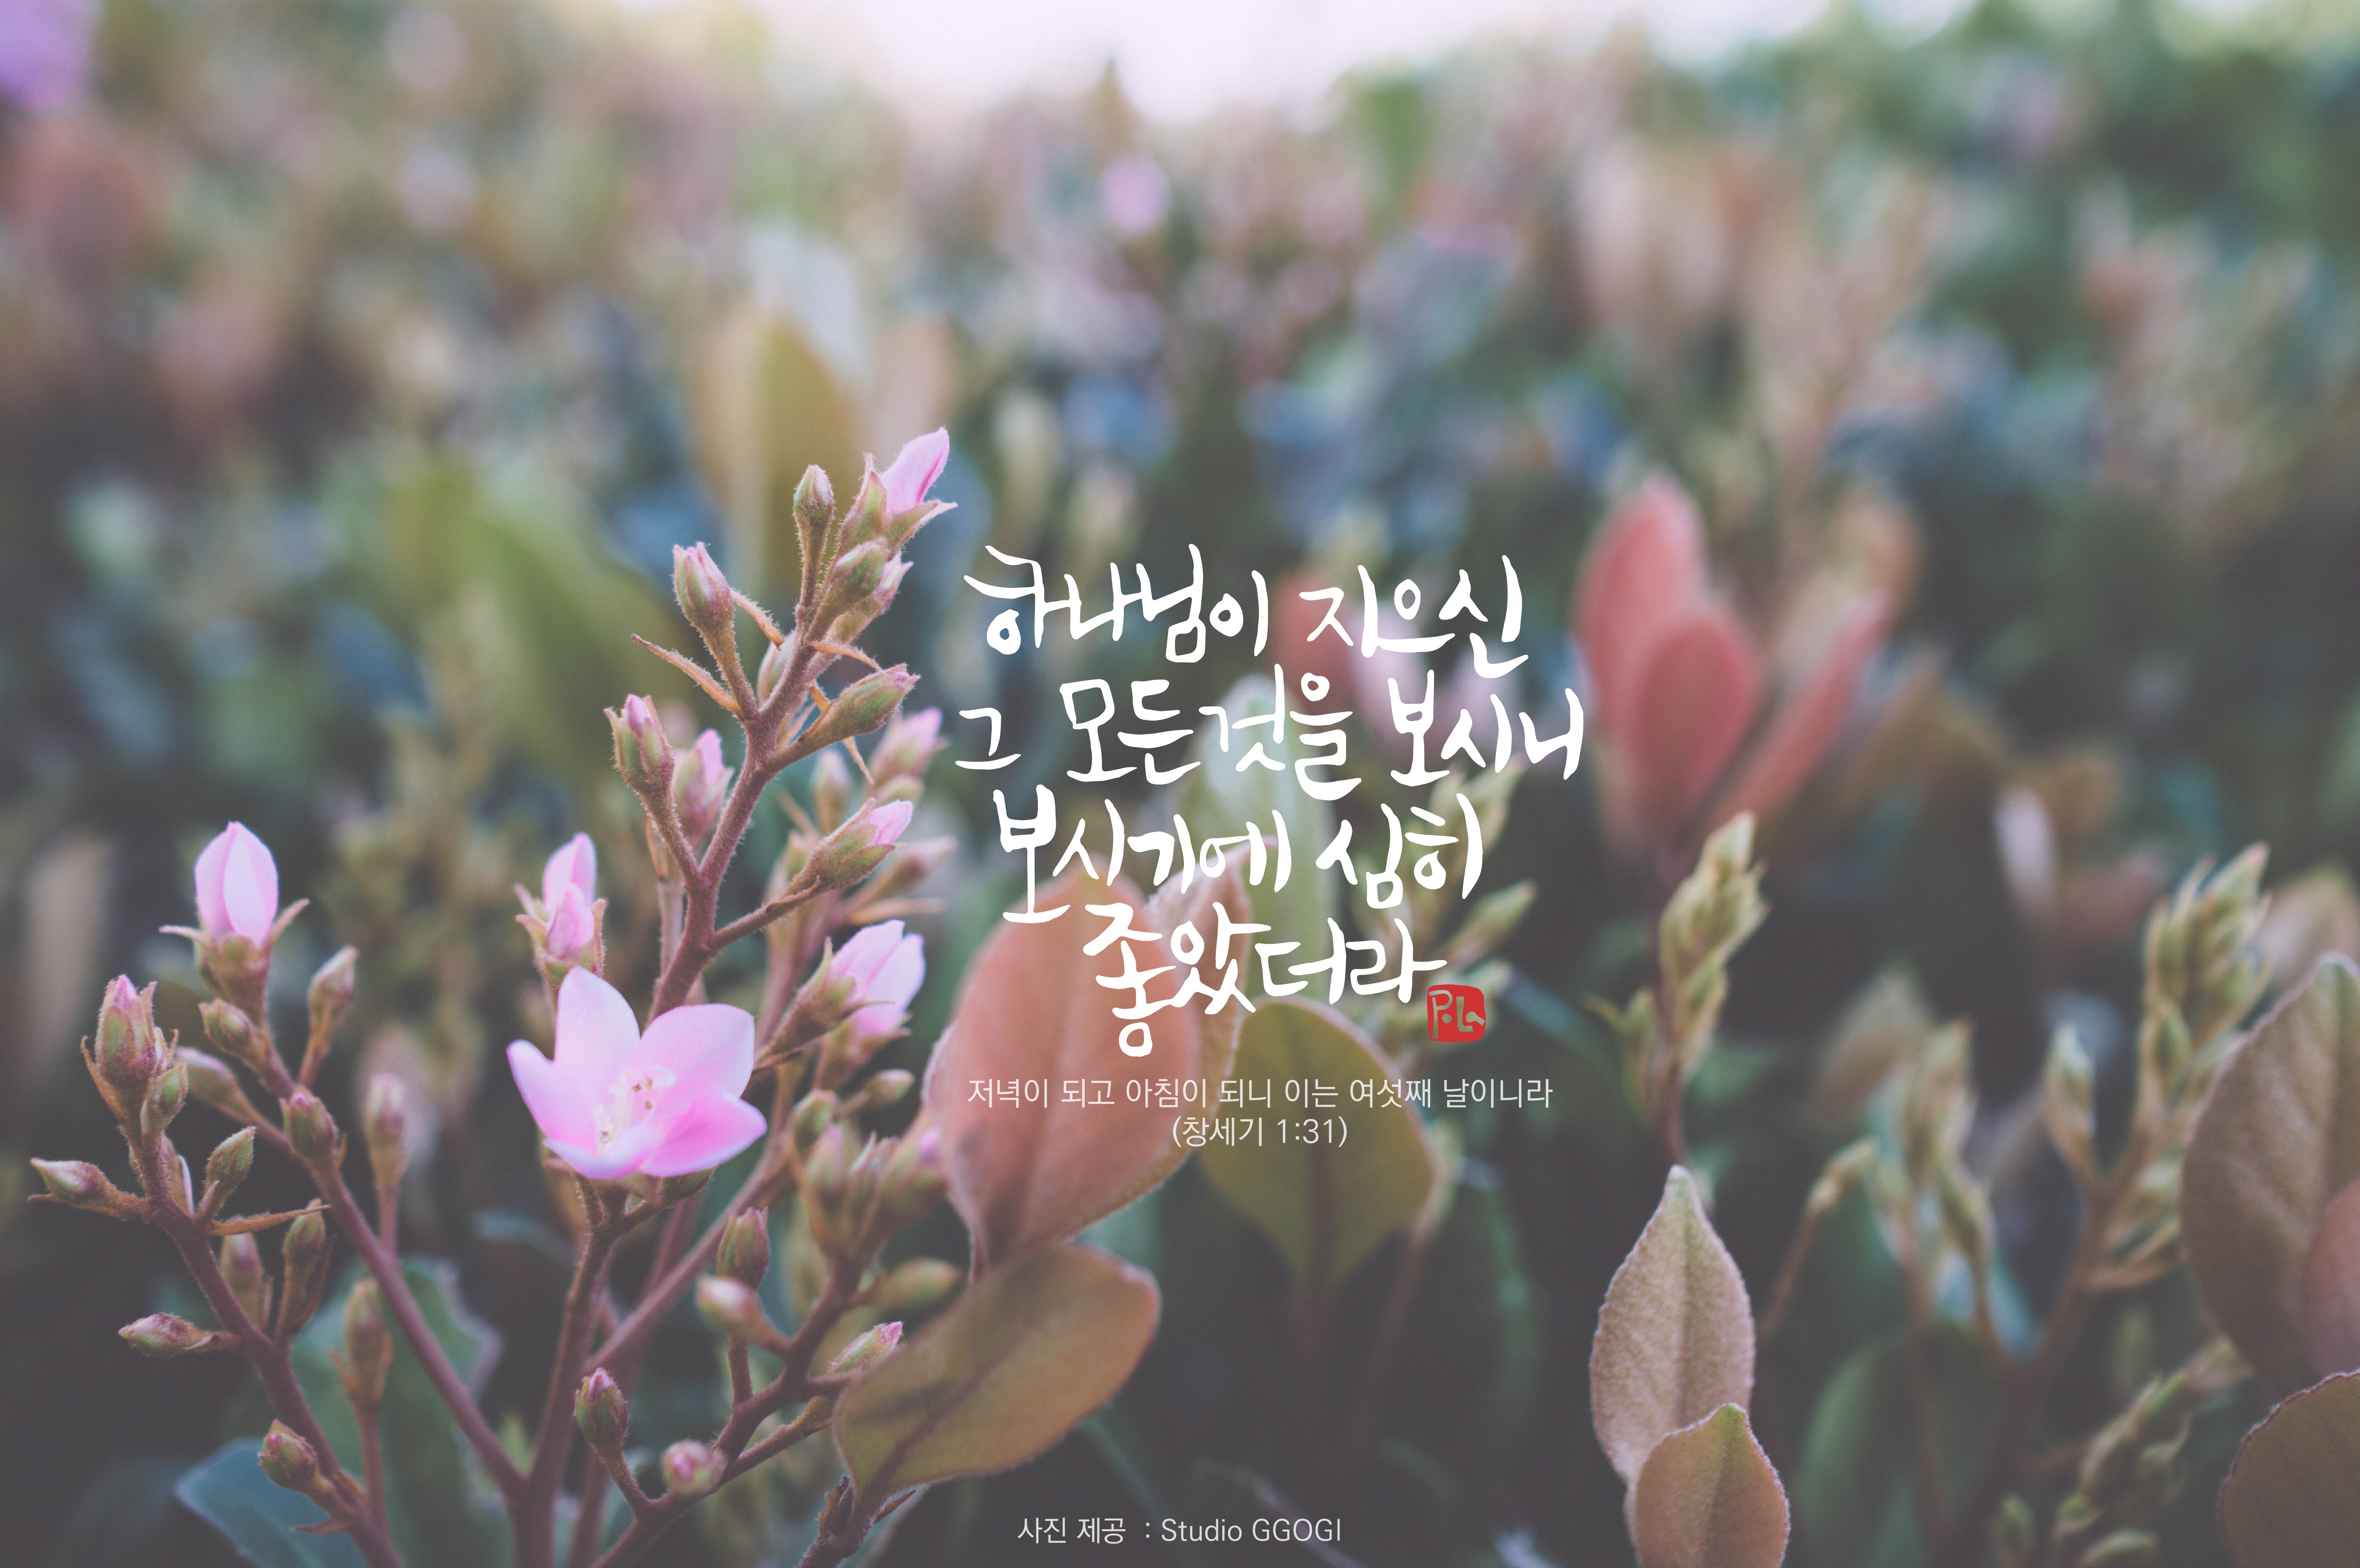 하나님이 지으신
그 모든것을 보시니
보시기에 심히
좋았더라
P.L
저녁이 되고 아침이 되니 이는 여섯째 날이니라
(창세기 1:31)
사진 제공 : Studio GGOGI